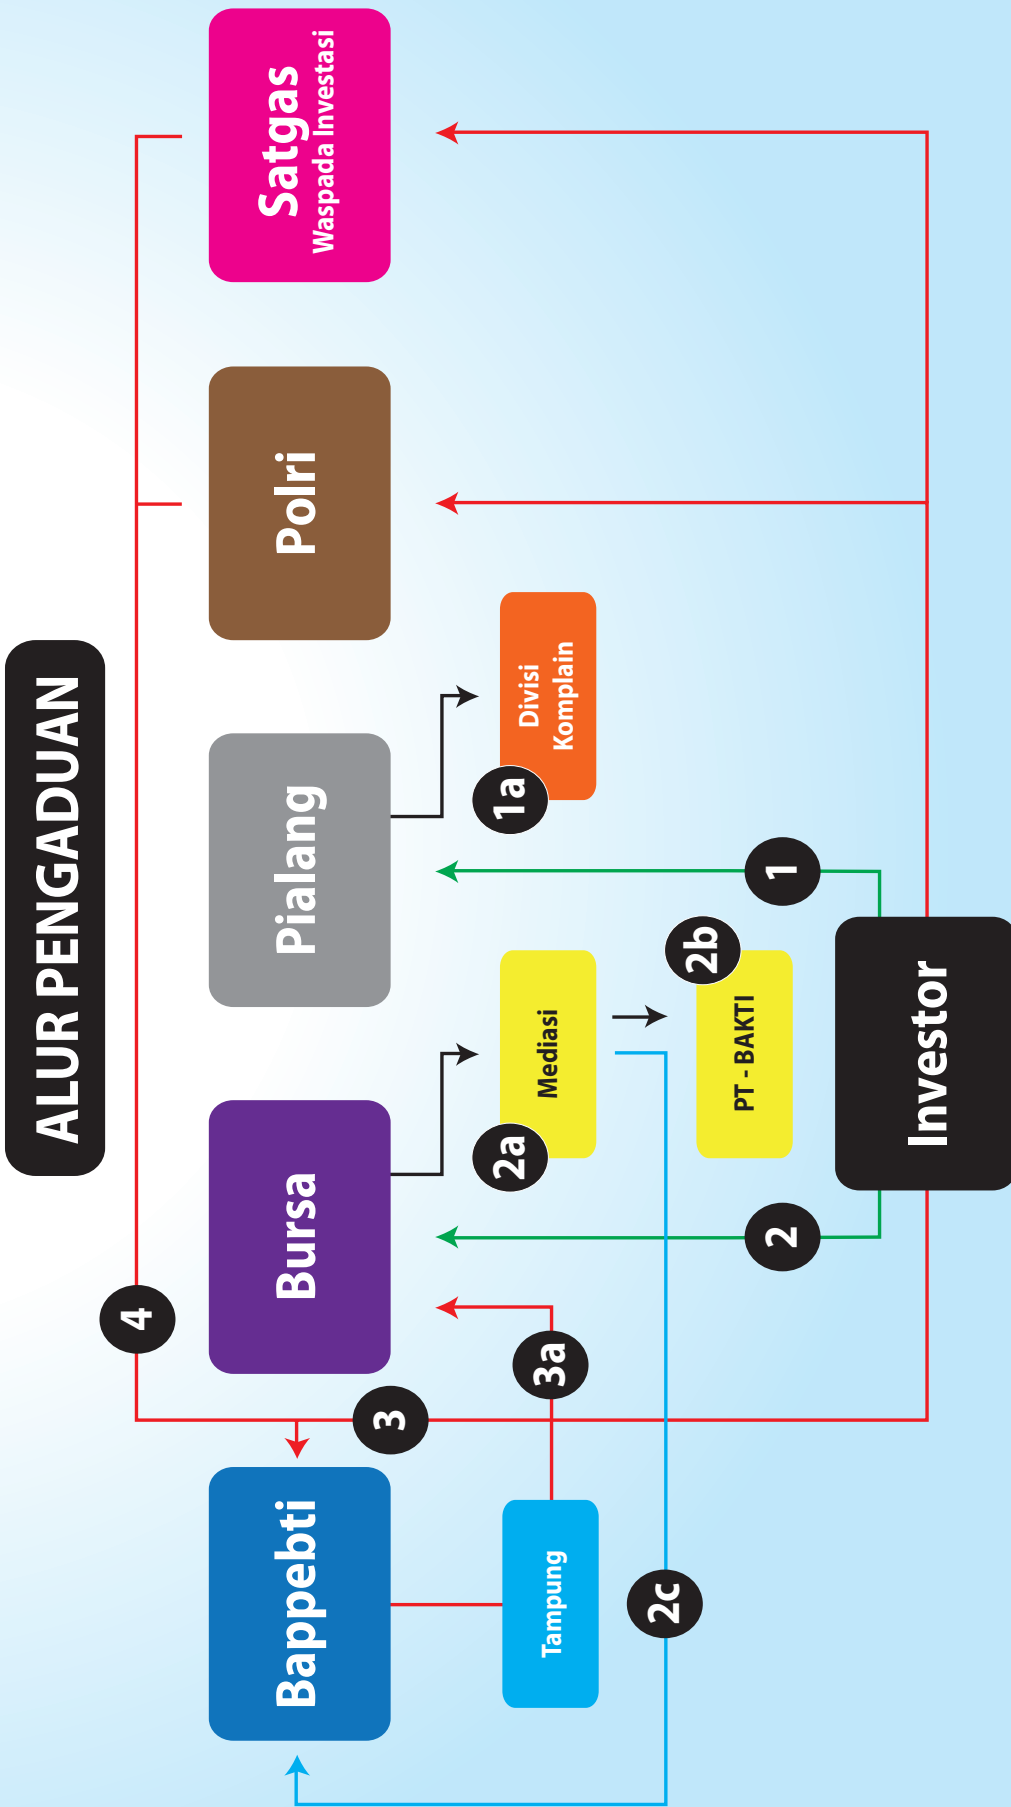 ALUR PENGADUAN
4
Bappebti
Bursa
Pialang
Polri
Satgas
Waspada Investasi
3
Tampung
3a
2a
Mediasi
1a
Divisi
Komplain
2c
PT - BAKTI
2b
2
1
Investor